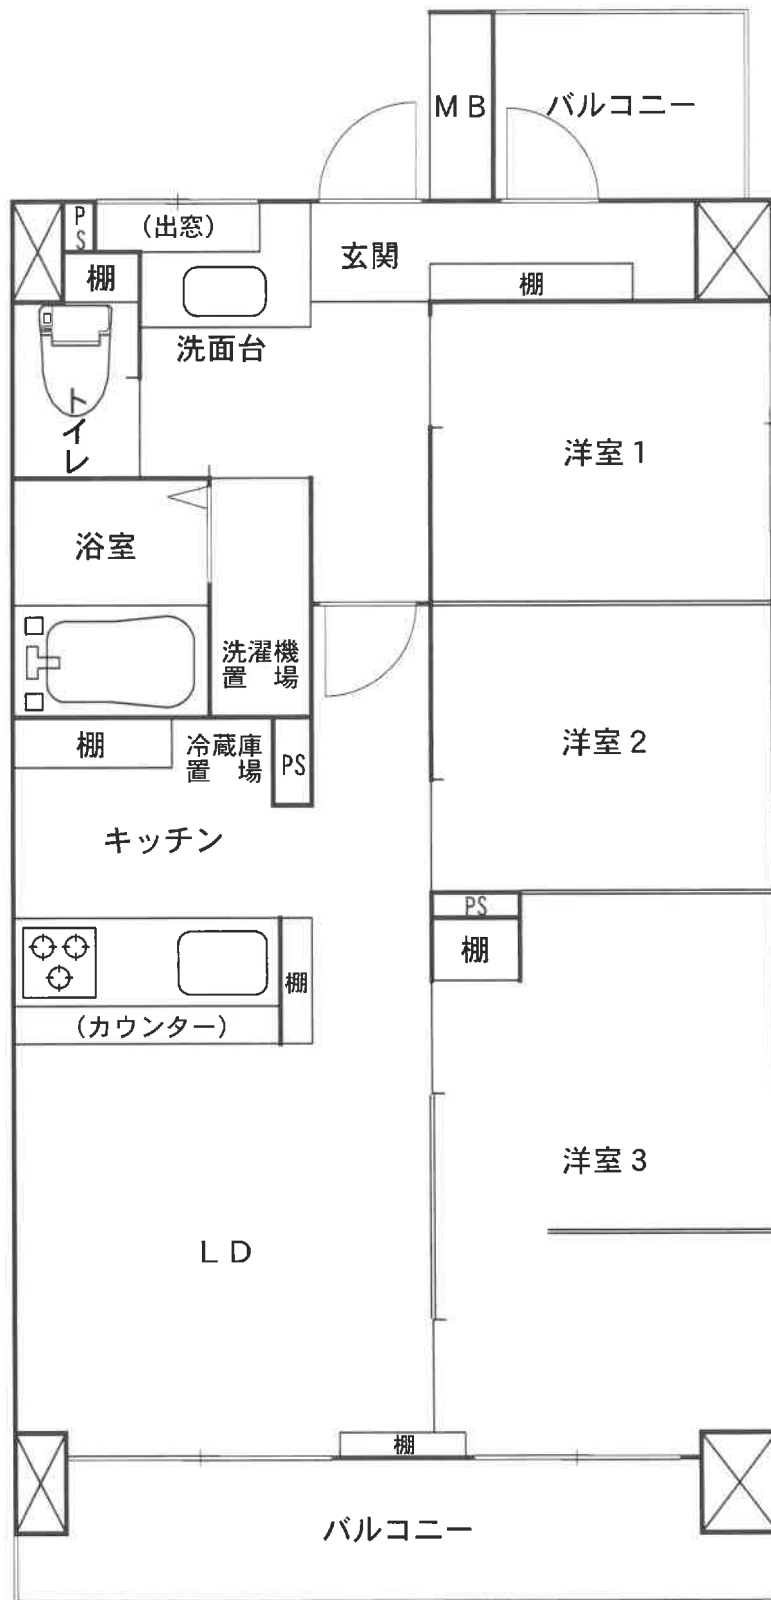 MB
バルコニー
PS
(出窓)
玄関
棚
棚
洗面台
トイレ
洋室1
浴室
洗濯機
置場
棚
冷蔵庫
置場
PS
洋室2
キッチン
PS
棚
棚
(カウンター)
洋室3
LD
棚
バルコニー